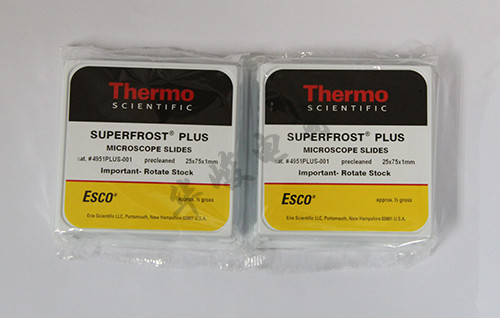 Thermo
SCIENTIFIC
SUPERFROST® PLUS
MICROSCOPE SLIDES
cat. #4951PLUS-001 precleaned 25x75x1mm
Important- Rotate Stock
ESCO® approx. ½ gross
Erie Scientific LLC, Portsmouth, New Hampshire 03801 U.S.A.
Thermo
SCIENTIFIC
SUPERFROST® PLUS
MICROSCOPE SLIDES
cat. #4951PLUS-001 precleaned 25x75x1mm
Important- Rotate Stock
ESCO® approx. ½ gross
Erie Scientific LLC, Portsmouth, New Hampshire 03801 U.S.A.